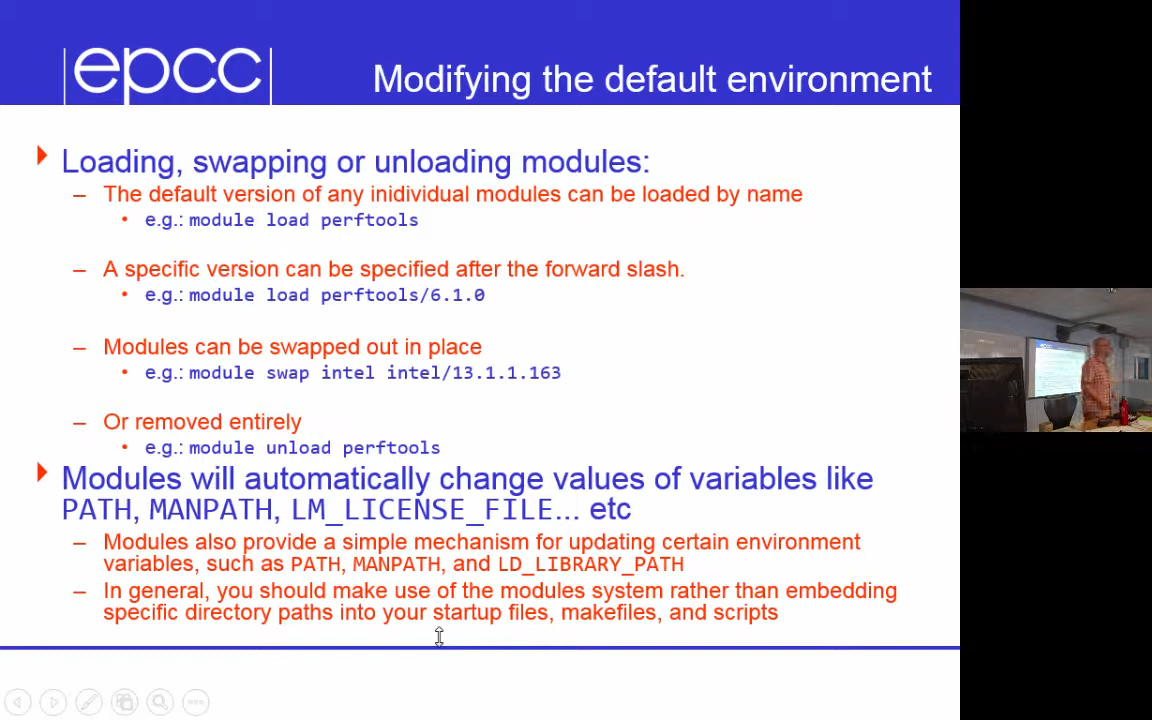 |epcc|
Modifying the default environment
Loading, swapping or unloading modules:
– The default version of any inidividual modules can be loaded by name
• e.g.: module load perftools
– A specific version can be specified after the forward slash.
• e.g.: module load perftools/6.1.0
– Modules can be swapped out in place
• e.g.: module swap intel intel/13.1.1.163
– Or removed entirely
• e.g.: module unload perftools
Modules will automatically change values of variables like
PATH, MANPATH, LM_LICENSE_FILE... etc
– Modules also provide a simple mechanism for updating certain environment
variables, such as PATH, MANPATH, and LD_LIBRARY_PATH
– In general, you should make use of the modules system rather than embedding
specific directory paths into your startup files, makefiles, and scripts
epcc